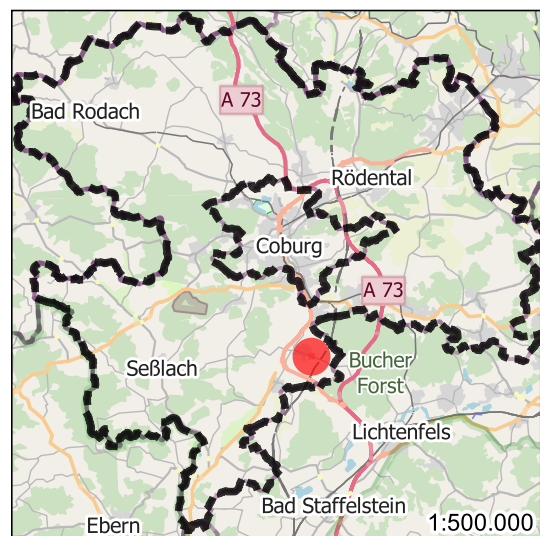 A 73
Bad Rodach
Rödental
Coburg
A 73
Bucher
Forst
Seßlach
Lichtenfels
Bad Staffelstein
Ebern
1:500.000